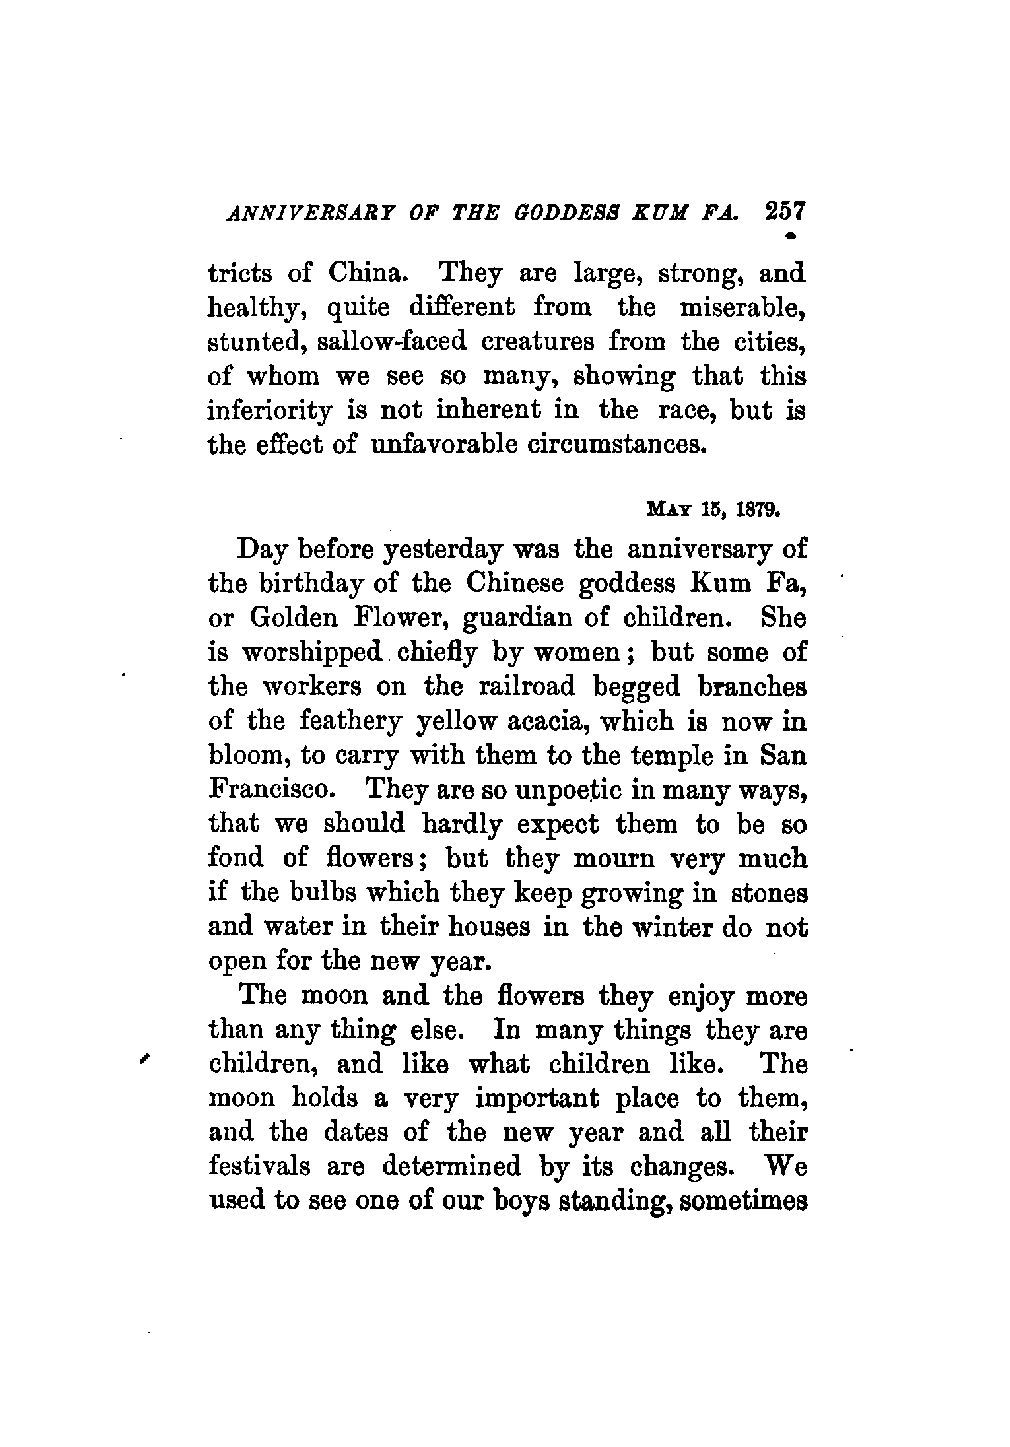 ANNIVERSARY OF THE GODDESS KUM FA. 257
tricts of China. They are large, strong, and
healthy, quite different from the miserable,
stunted, sallow-faced creatures from the cities,
of whom we see so many, showing that this
inferiority is not inherent in the race, but is
the effect of unfavorable circumstances.
MAY 15, 1879.
Day before yesterday was the anniversary of
the birthday of the Chinese goddess Kum Fa,
or Golden Flower, guardian of children. She
is worshipped chiefly by women; but some of
the workers on the railroad begged branches
of the feathery yellow acacia, which is now in
bloom, to carry with them to the temple in San
Francisco. They are so unpoetic in many ways,
that we should hardly expect them to be so
fond of flowers; but they mourn very much
if the bulbs which they keep growing in stones
and water in their houses in the winter do not
open for the new year.
The moon and the flowers they enjoy more
than any thing else. In many things they are
children, and like what children like. The
moon holds a very important place to them,
and the dates of the new year and all their
festivals are determined by its changes. We
used to see one of our boys standing, sometimes